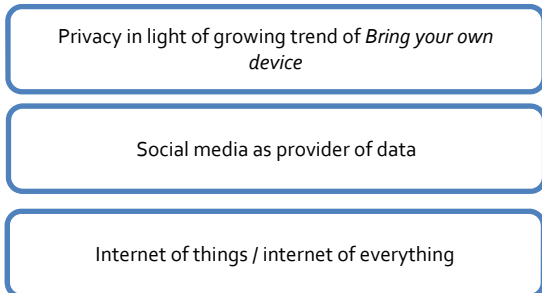 Privacy in light of growing trend of Bring your own
device
Social media as provider of data
Internet of things / internet of everything